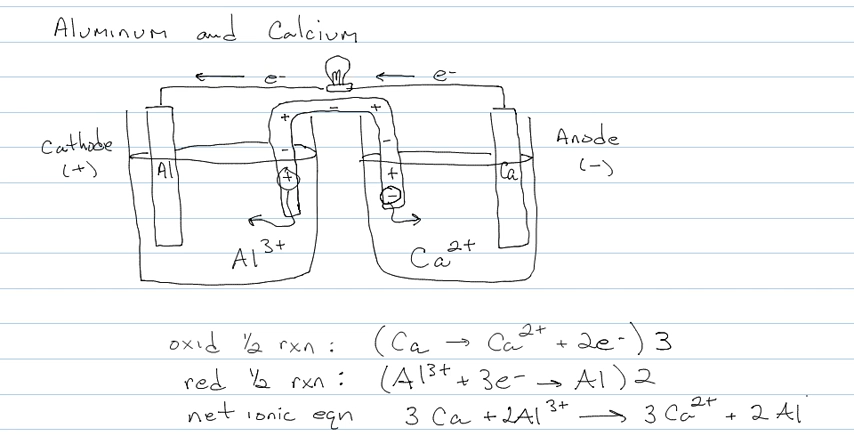 Aluminum and Calcium
← e- ← e-
+ - +
Cathode
(+)
Anode
(-)
- -
Al + + Ca
-
Al³⁺ Ca²⁺
oxid ½ rxn : (Ca → Ca²⁺ + 2e-) 3
red ½ rxn : (Al³⁺ + 3e- → Al) 2
net ionic eqn 3 Ca + 2Al³⁺ → 3 Ca²⁺ + 2 Al